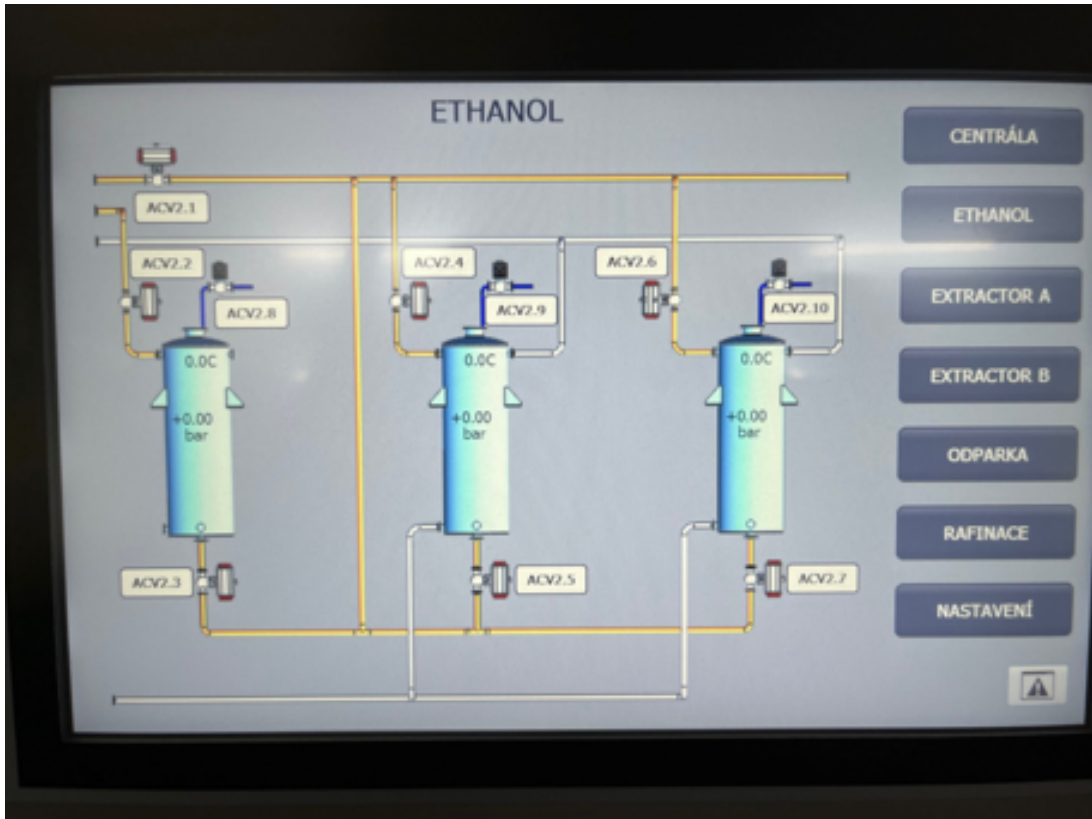 ETHANOL
CENTRÁLA
ACV2.1
ETHANOL
ACV2.2
ACV2.4
ACV2.6
ACV2.8
ACV2.9
ACV2.10
EXTRACTOR A
0.0C
0.0C
0.0C
EXTRACTOR B
+0.00
bar
+0.00
bar
+0.00
bar
ODPARKA
RAFINACE
ACV2.3
ACV2.5
ACV2.7
NASTAVENÍ